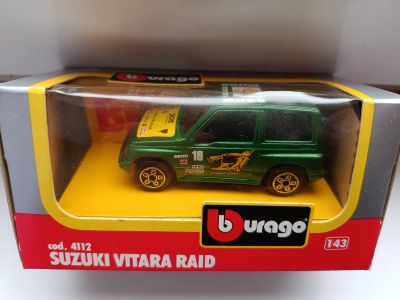 burago
18
cod. 4112
SUZUKI VITARA RAID
burago
1:43